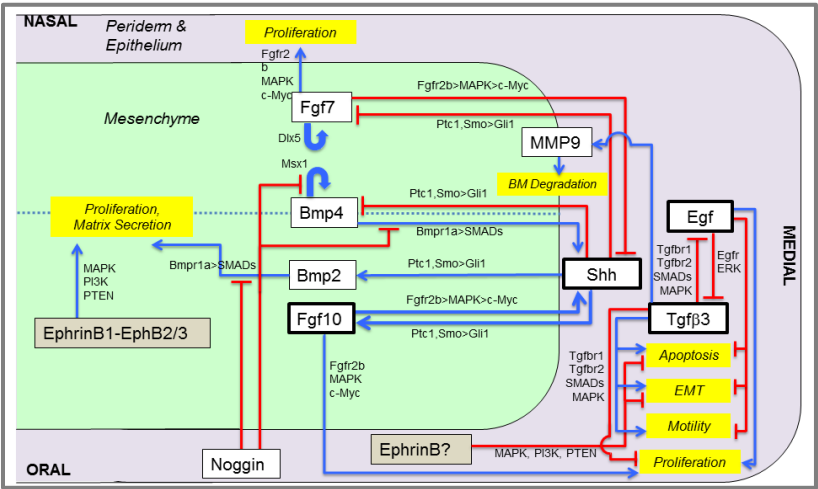 NASAL
Periderm &
Epithelium
Proliferation
Fgfr2
b
MAPK
c-Myc
Fgfr2b>MAPK>c-Myc
Fgf7
Mesenchyme
Ptc1,Smo>Gli1
Dlx5
MMP9
Msx1
BM Degradation
Ptc1,Smo>Gli1
Proliferation,
Matrix Secretion
Bmp4
Egf
MEDIAL
Bmpr1a>SMADs
Tgfbr1
Tgfbr2
SMADs
MAPK
Egfr
ERK
MAPK
PI3K
PTEN
Bmpr1a>SMADs
Bmp2
Ptc1,Smo>Gli1
Shh
Fgfr2b>MAPK>c-Myc
Fgf10
Tgfβ3
EphrinB1-EphB2/3
Ptc1,Smo>Gli1
Fgfr2b
MAPK
c-Myc
Tgfbr1
Tgfbr2
SMADs
MAPK
Apoptosis
EMT
Motility
EphrinB?
MAPK, PI3K, PTEN
Proliferation
Noggin
ORAL